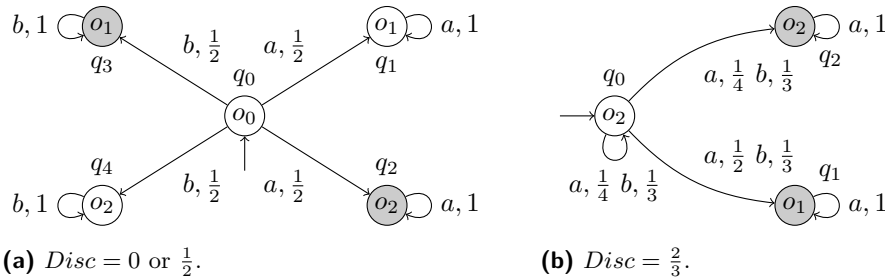 b, 1 o₁ b, 1/2 a, 1/2 o₁ a, 1
q₃ q₁
q₀
o₀
q₄ q₂
b, 1 o₂ b, 1/2 a, 1/2 o₂ a, 1
(a) Disc = 0 or 1/2.
o₂ a, 1
q₂
q₀ a, 1/4 b, 1/3
o₂
a, 1/2 b, 1/3 q₁
a, 1/4 b, 1/3 o₁ a, 1
(b) Disc = 2/3.